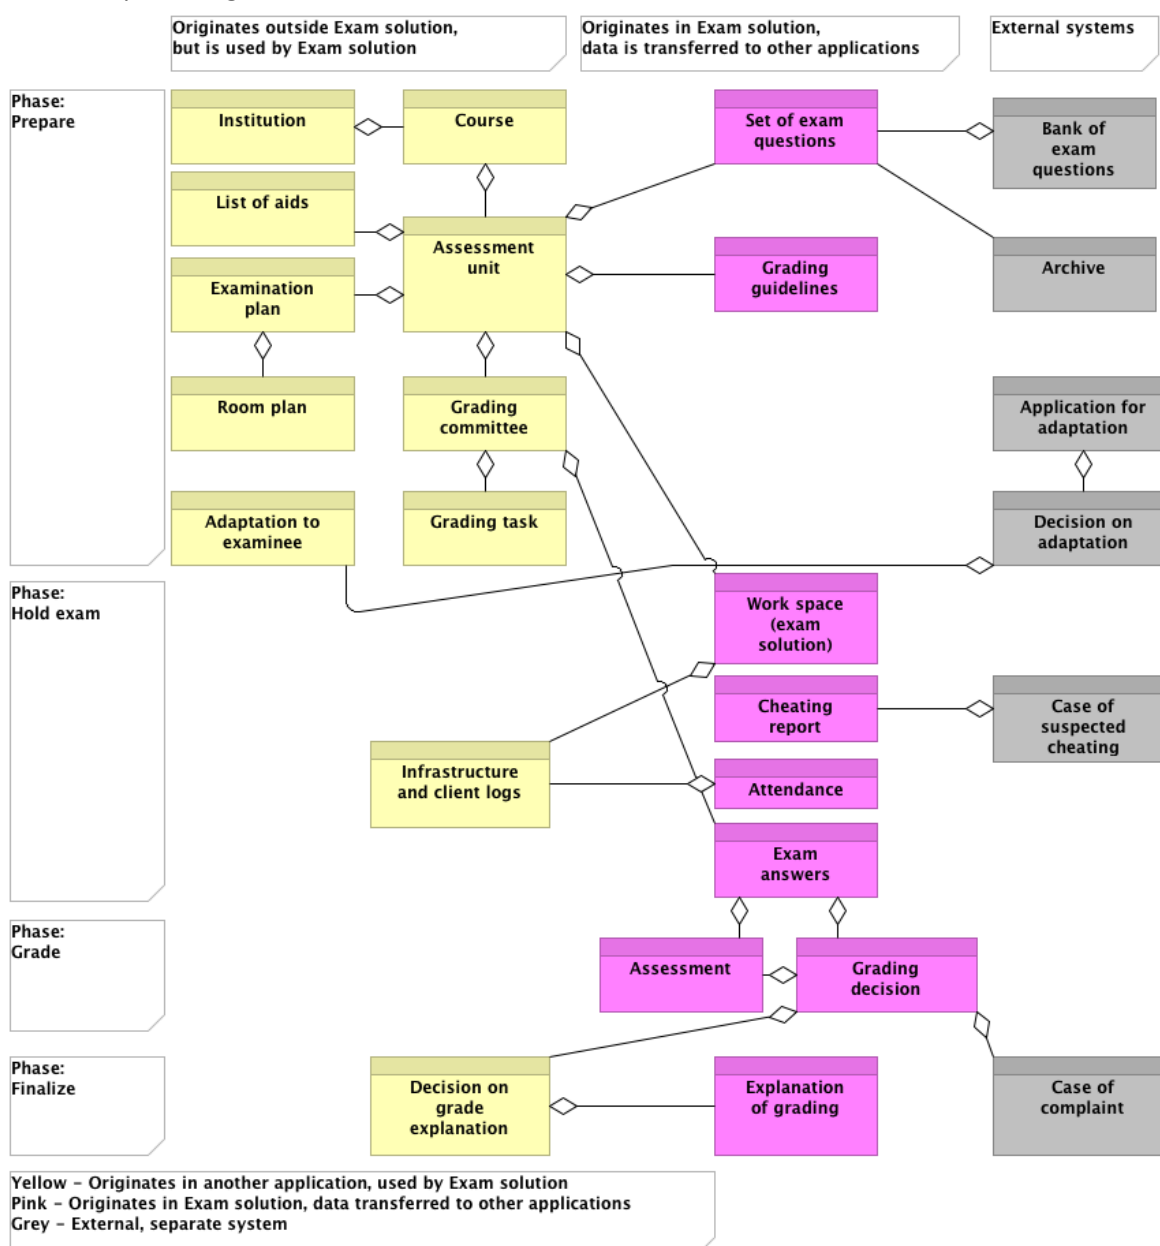 Originates outside Exam solution,
but is used by Exam solution
Originates in Exam solution,
data is transferred to other applications
External systems
Phase:
Prepare
Institution
Course
Set of exam
questions
Bank of
exam
questions
List of aids
Assessment
unit
Grading
guidelines
Archive
Examination
plan
Room plan
Grading
committee
Application for
adaptation
Adaptation to
examinee
Grading task
Decision on
adaptation
Phase:
Hold exam
Work space
(exam
solution)
Cheating
report
Case of
suspected
cheating
Infrastructure
and client logs
Attendance
Exam
answers
Phase:
Grade
Assessment
Grading
decision
Phase:
Finalize
Decision on
grade
explanation
Explanation
of grading
Case of
complaint
Yellow – Originates in another application, used by Exam solution
Pink – Originates in Exam solution, data transferred to other applications
Grey – External, separate system